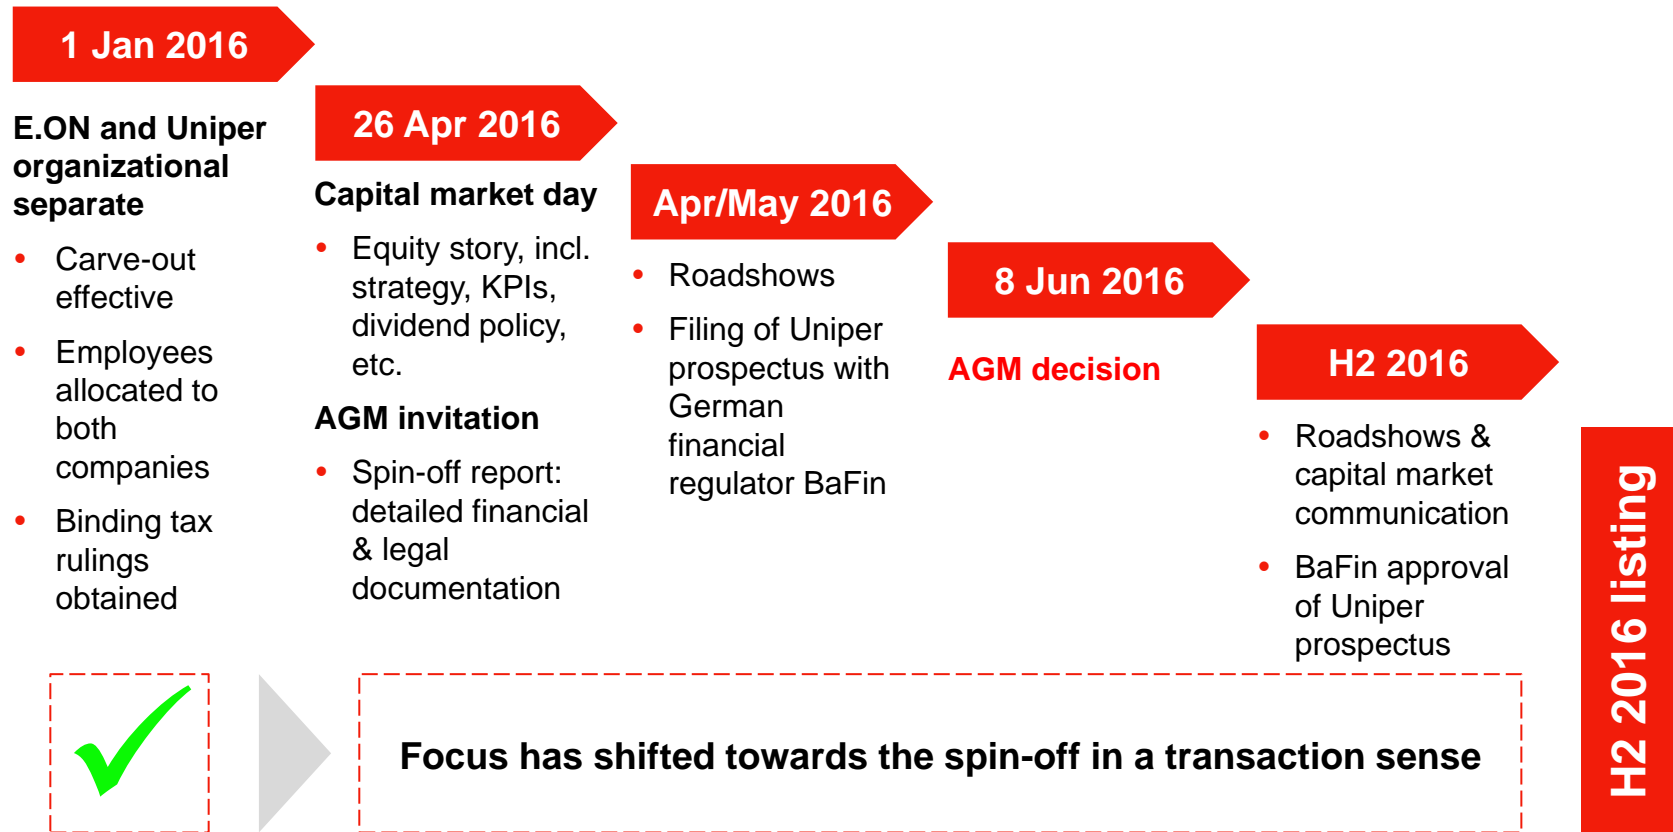 1 Jan 2016
E.ON and Uniper
organizational
separate
• Carve-out
effective
• Employees
allocated to
both
companies
• Binding tax
rulings
obtained
26 Apr 2016
Capital market day
• Equity story, incl.
strategy, KPIs,
dividend policy,
etc.
AGM invitation
• Spin-off report:
detailed financial
& legal
documentation
Apr/May 2016
• Roadshows
• Filing of Uniper
prospectus with
German
financial
regulator BaFin
8 Jun 2016
AGM decision
H2 2016
• Roadshows &
capital market
communication
• BaFin approval
of Uniper
prospectus
H2 2016 listing
Focus has shifted towards the spin-off in a transaction sense